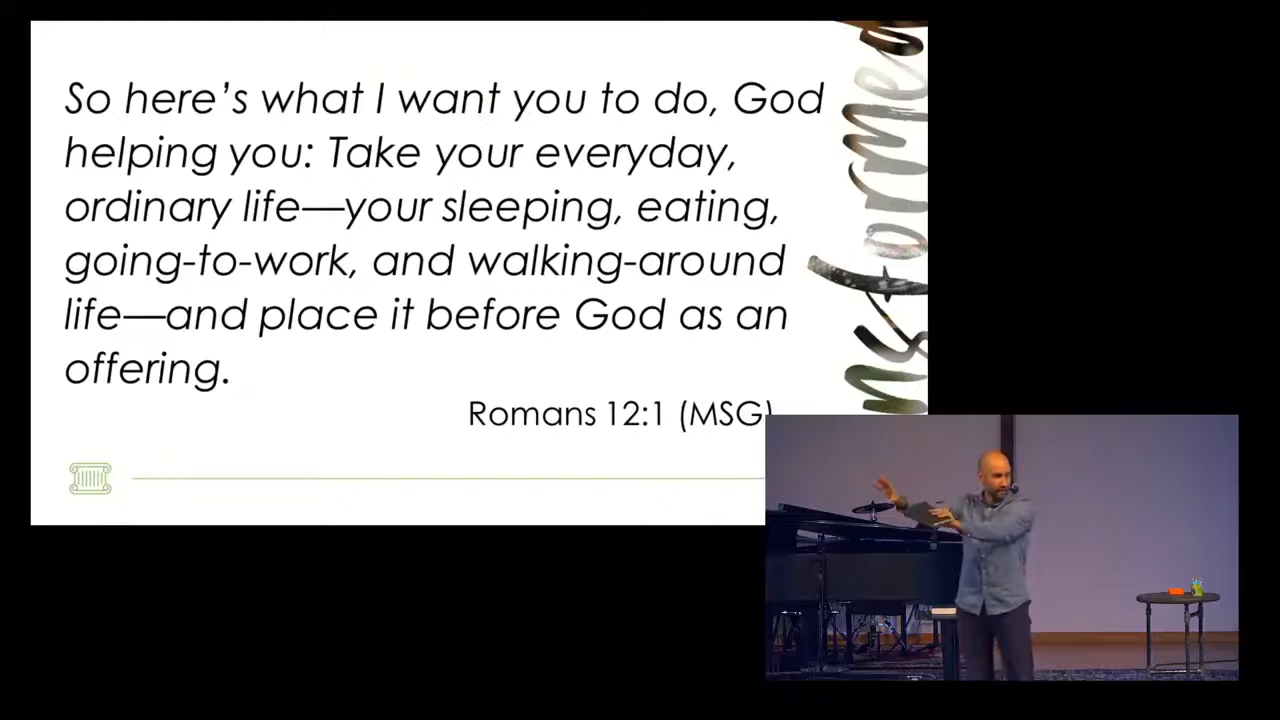 So here’s what I want you to do, God
helping you: Take your everyday,
ordinary life—your sleeping, eating,
going-to-work, and walking-around
life—and place it before God as an
offering.
Romans 12:1 (MSG)
nsformed